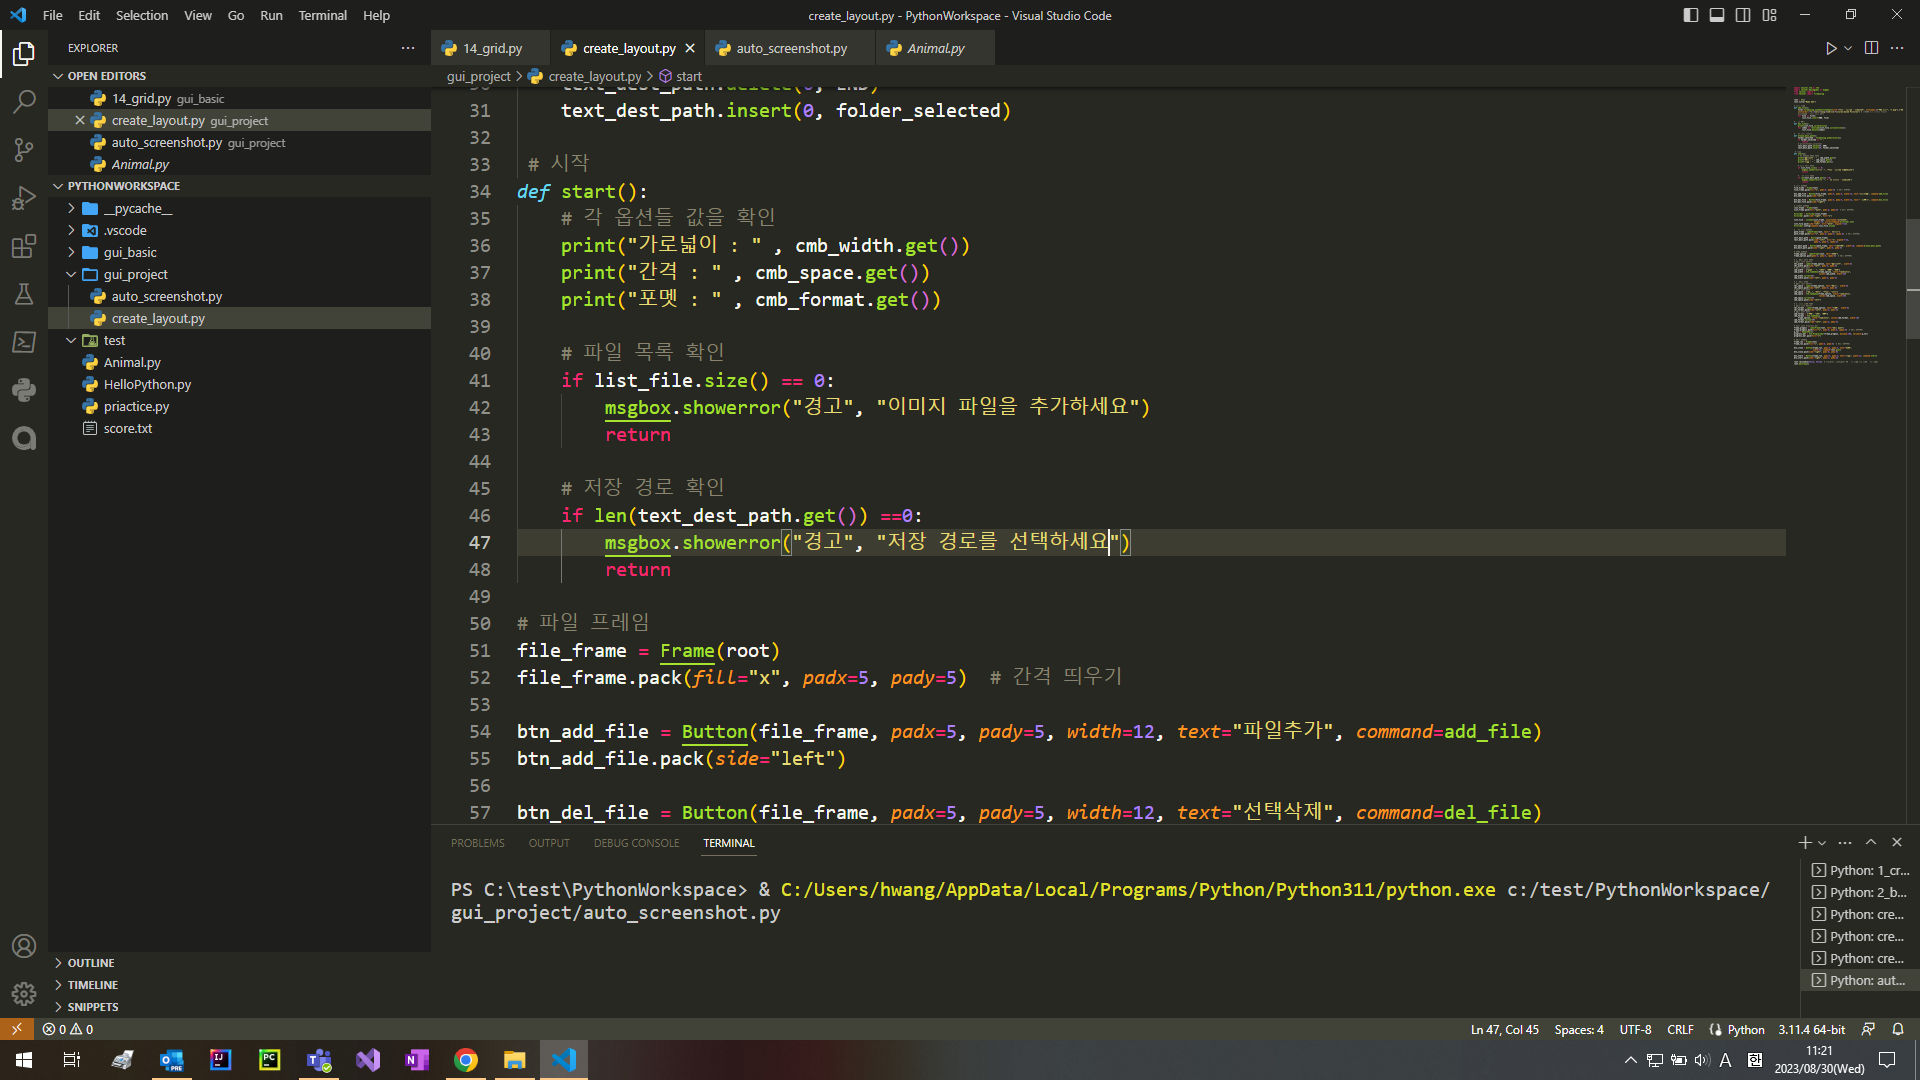 File Edit Selection View Go Run Terminal Help
create_layout.py - PythonWorkspace - Visual Studio Code
EXPLORER
OPEN EDITORS
14_grid.py gui_basic
create_layout.py gui_project
auto_screenshot.py gui_project
Animal.py
PYTHONWORKSPACE
__pycache__
.vscode
gui_basic
gui_project
auto_screenshot.py
create_layout.py
test
Animal.py
HelloPython.py
priactice.py
score.txt
OUTLINE
TIMELINE
SNIPPETS
14_grid.py create_layout.py auto_screenshot.py Animal.py
gui_project > create_layout.py > start
30 text_dest_path.delete(0, END)
31 text_dest_path.insert(0, folder_selected)
32
33 # 시작
34 def start():
35 # 각 옵션들 값을 확인
36 print("가로넓이 : " , cmb_width.get())
37 print("간격 : " , cmb_space.get())
38 print("포멧 : " , cmb_format.get())
39
40 # 파일 목록 확인
41 if list_file.size() == 0:
42 msgbox.showerror("경고", "이미지 파일을 추가하세요")
43 return
44
45 # 저장 경로 확인
46 if len(text_dest_path.get()) ==0:
47 msgbox.showerror("경고", "저장 경로를 선택하세요")
48 return
49
50 # 파일 프레임
51 file_frame = Frame(root)
52 file_frame.pack(fill="x", padx=5, pady=5) # 간격 띄우기
53
54 btn_add_file = Button(file_frame, padx=5, pady=5, width=12, text="파일추가", command=add_file)
55 btn_add_file.pack(side="left")
56
57 btn_del_file = Button(file_frame, padx=5, pady=5, width=12, text="선택삭제", command=del_file)
PROBLEMS OUTPUT DEBUG CONSOLE TERMINAL
PS C:\test\PythonWorkspace> & C:/Users/hwang/AppData/Local/Programs/Python/Python311/python.exe c:/test/PythonWorkspace/
gui_project/auto_screenshot.py
Python: 1_cr...
Python: 2_b...
Python: cre...
Python: cre...
Python: cre...
Python: aut...
0 0
Ln 47, Col 45 Spaces: 4 UTF-8 CRLF Python 3.11.4 64-bit
A
11:21
2023/08/30(Wed)